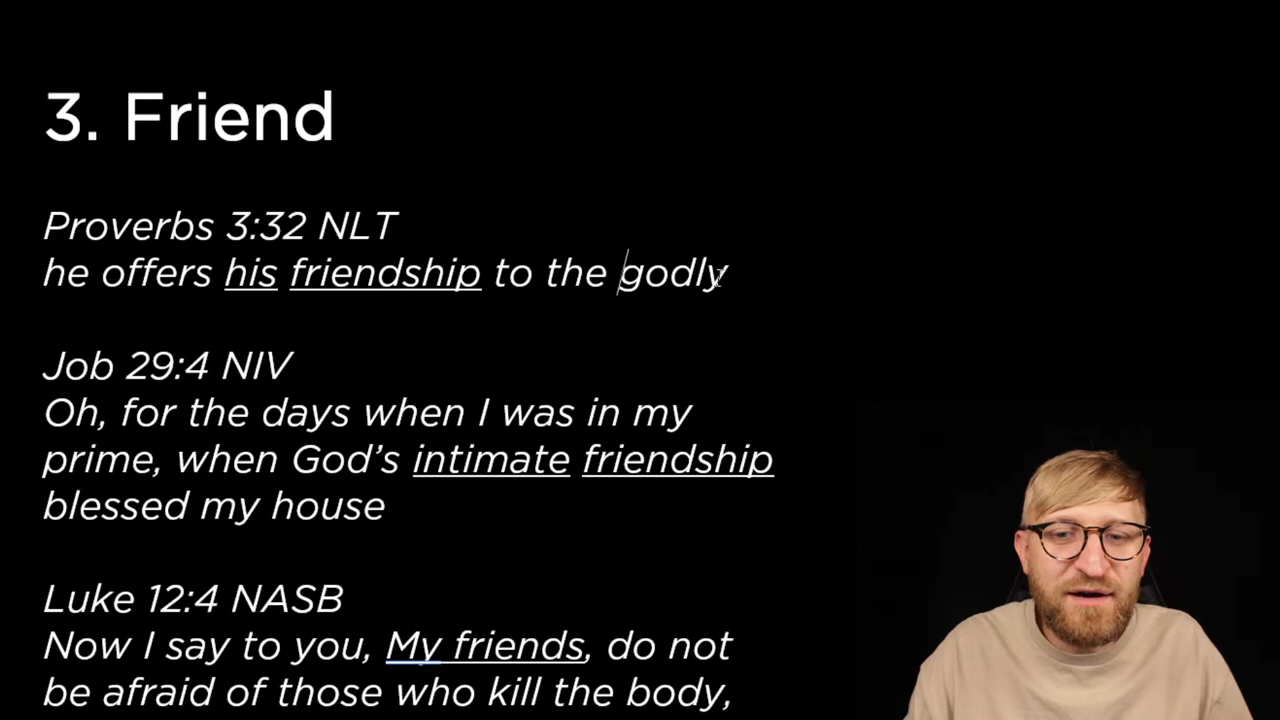 3. Friend
Proverbs 3:32 NLT
he offers his friendship to the godly
Job 29:4 NIV
Oh, for the days when I was in my
prime, when God’s intimate friendship
blessed my house
Luke 12:4 NASB
Now I say to you, My friends, do not
be afraid of those who kill the body,